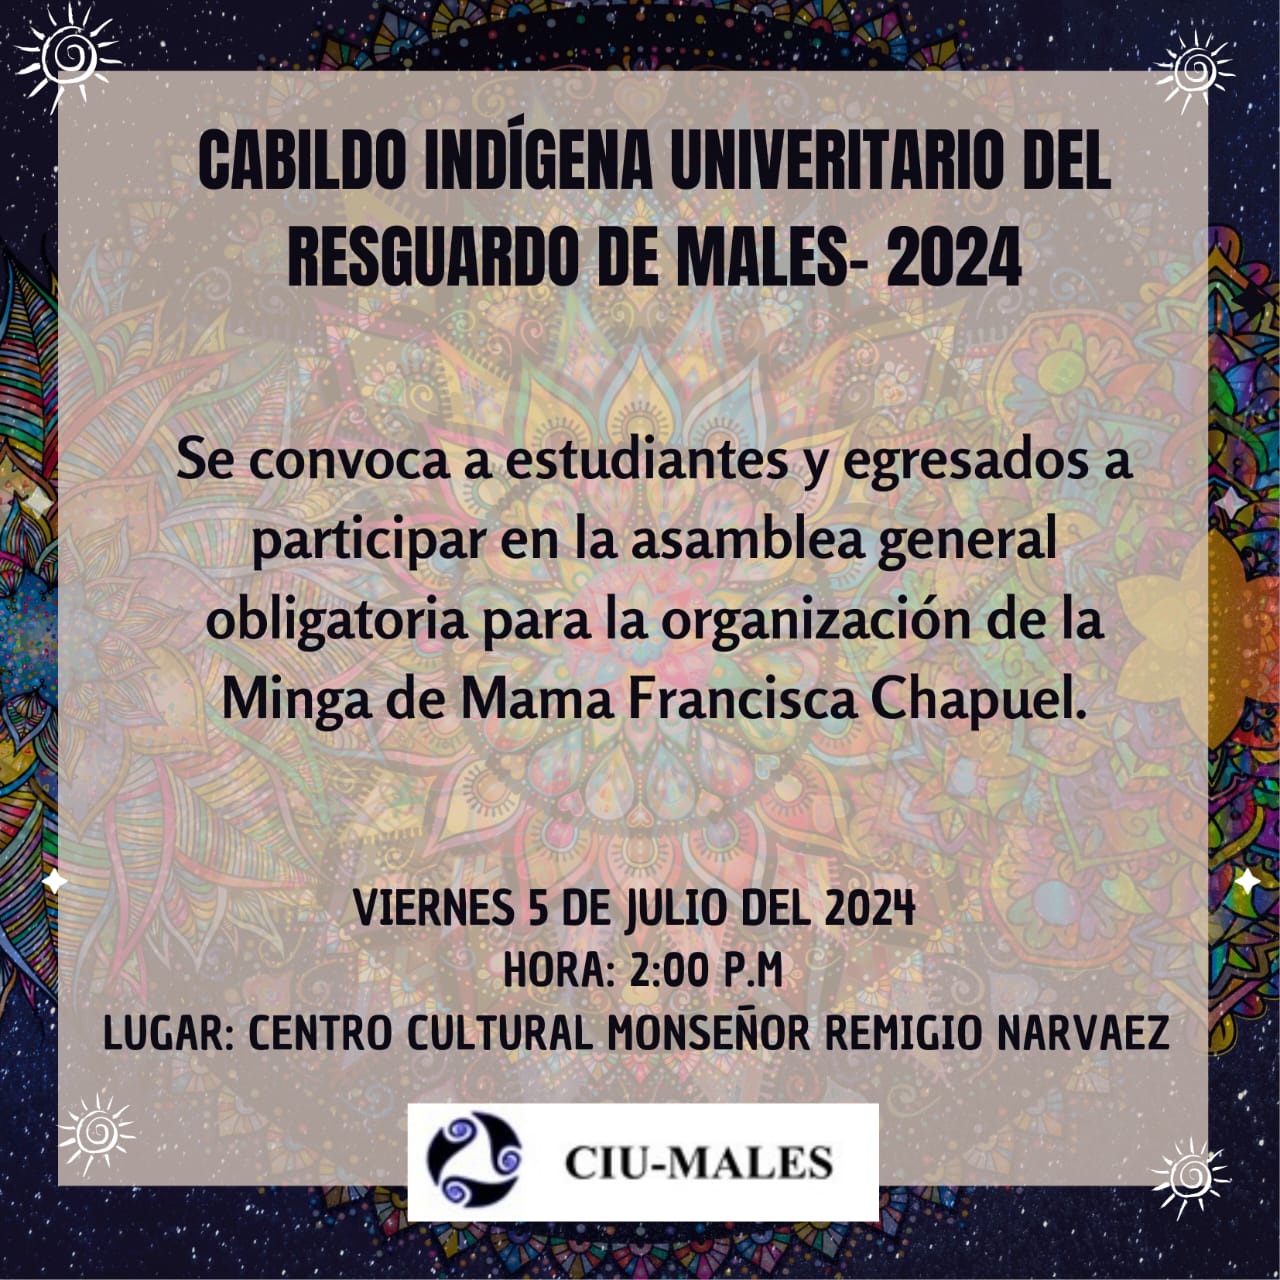 CABILDO INDÍGENA UNIVERITARIO DEL
RESGUARDO DE MALES- 2024
Se convoca a estudiantes y egresados a
participar en la asamblea general
obligatoria para la organización de la
Minga de Mama Francisca Chapuel.
VIERNES 5 DE JULIO DEL 2024
HORA: 2:00 P.M
LUGAR: CENTRO CULTURAL MONSEÑOR REMIGIO NARVAEZ
CIU-MALES